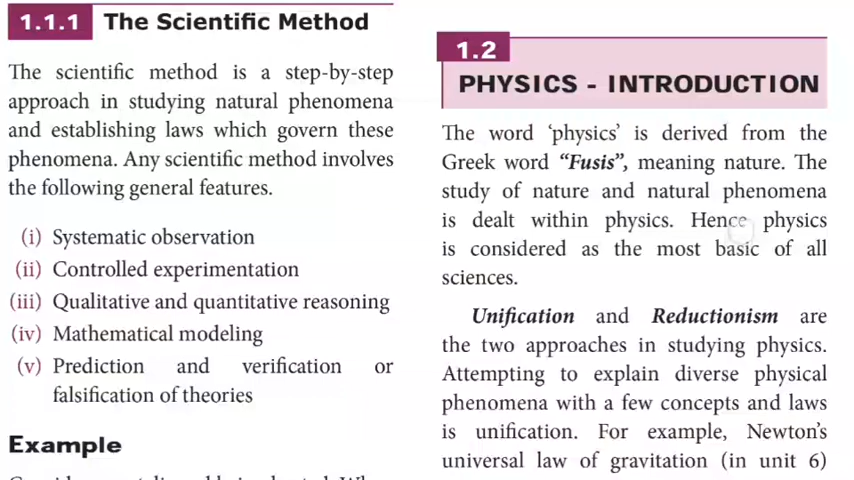 1.1.1 The Scientific Method
The scientific method is a step-by-step
approach in studying natural phenomena
and establishing laws which govern these
phenomena. Any scientific method involves
the following general features.
(i) Systematic observation
(ii) Controlled experimentation
(iii) Qualitative and quantitative reasoning
(iv) Mathematical modeling
(v) Prediction and verification or
falsification of theories
Example
1.2
PHYSICS - INTRODUCTION
The word ‘physics’ is derived from the
Greek word “Fusis”, meaning nature. The
study of nature and natural phenomena
is dealt within physics. Hence physics
is considered as the most basic of all
sciences.
Unification and Reductionism are
the two approaches in studying physics.
Attempting to explain diverse physical
phenomena with a few concepts and laws
is unification. For example, Newton’s
universal law of gravitation (in unit 6)